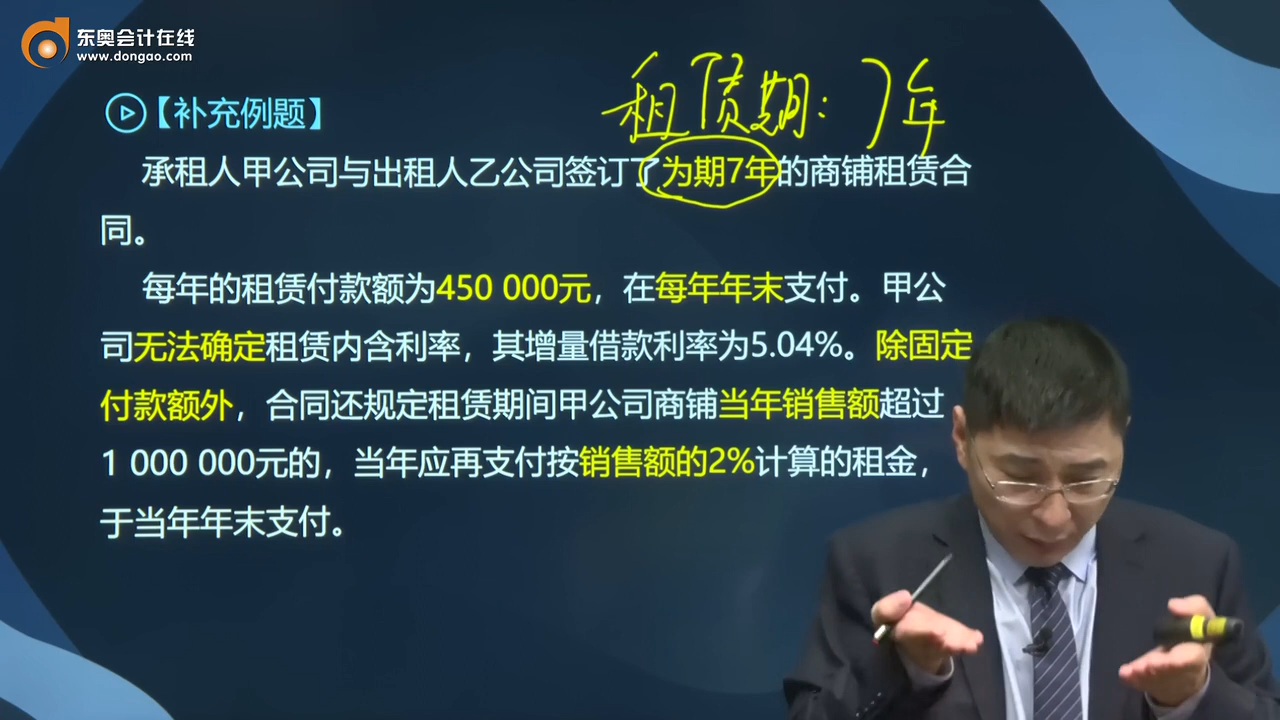 东奥会计在线
www.dongao.com
租赁期：7年
【补充例题】
承租人甲公司与出租人乙公司签订了为期7年的商铺租赁合
同。
每年的租赁付款额为450 000元，在每年年末支付。甲公
司无法确定租赁内含利率，其增量借款利率为5.04%。除固定
付款额外，合同还规定租赁期间甲公司商铺当年销售额超过
1 000 000元的，当年应再支付按销售额的2%计算的租金，
于当年年末支付。